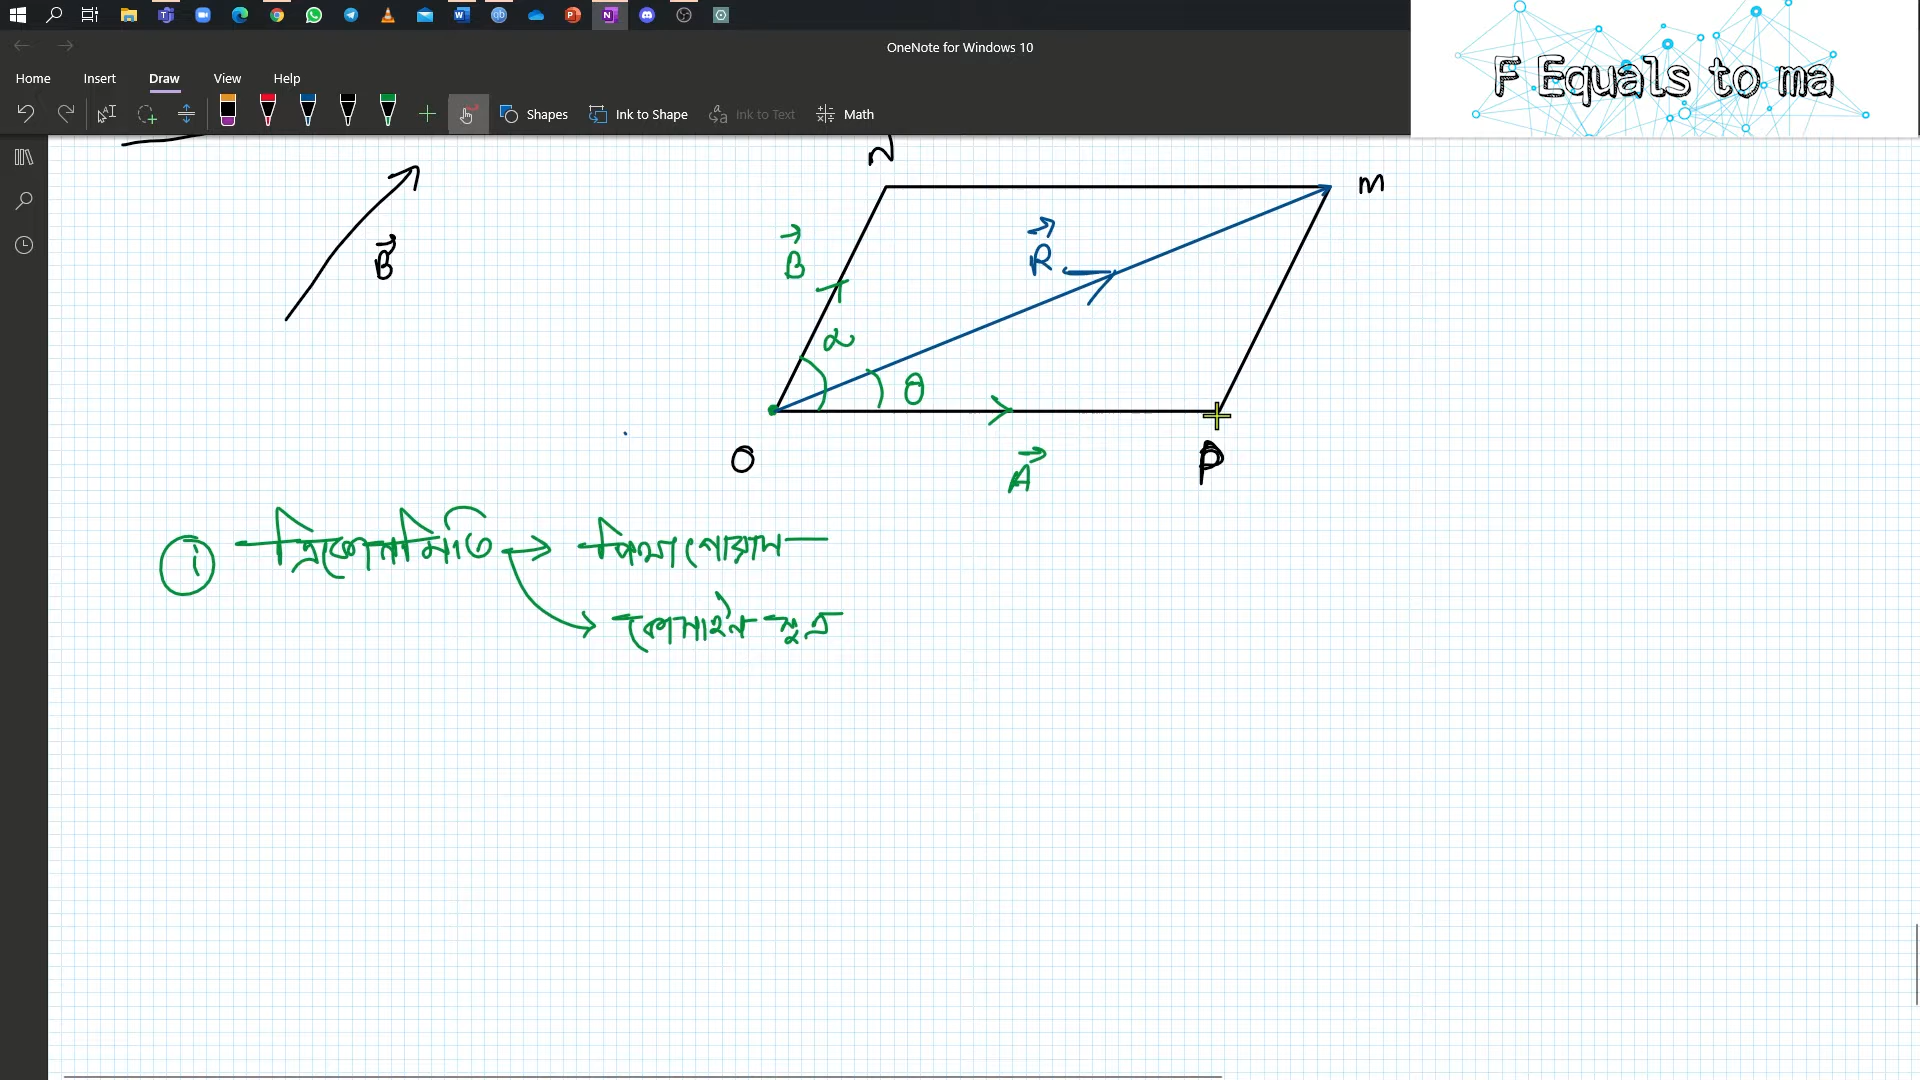 OneNote for Windows 10
F Equals to ma
Home Insert Draw View Help
Shapes Ink to Shape Ink to Text Math
N
M
B
B
R
α
θ
O
P
A
i ত্রিকোনমিতি → পিথাগোরাস
→ কোসাইন সূত্র